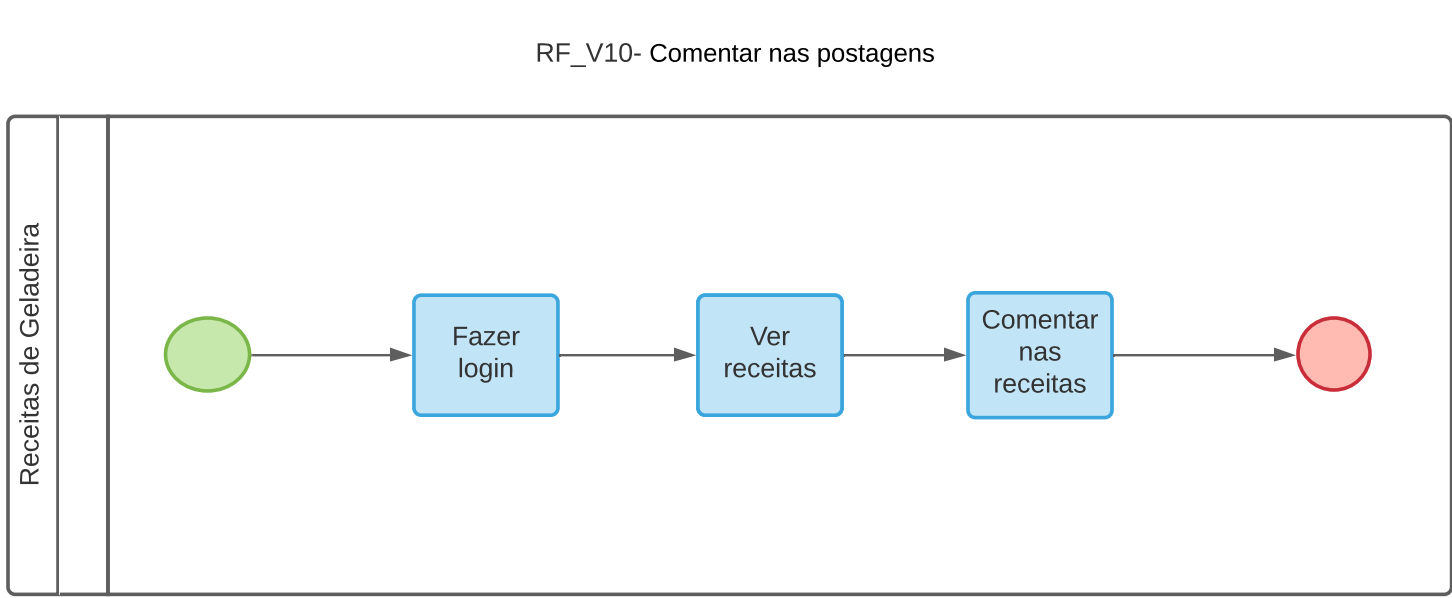 RF_V10- Comentar nas postagens
Receitas de Geladeira
Fazer
login
Ver
receitas
Comentar
nas
receitas